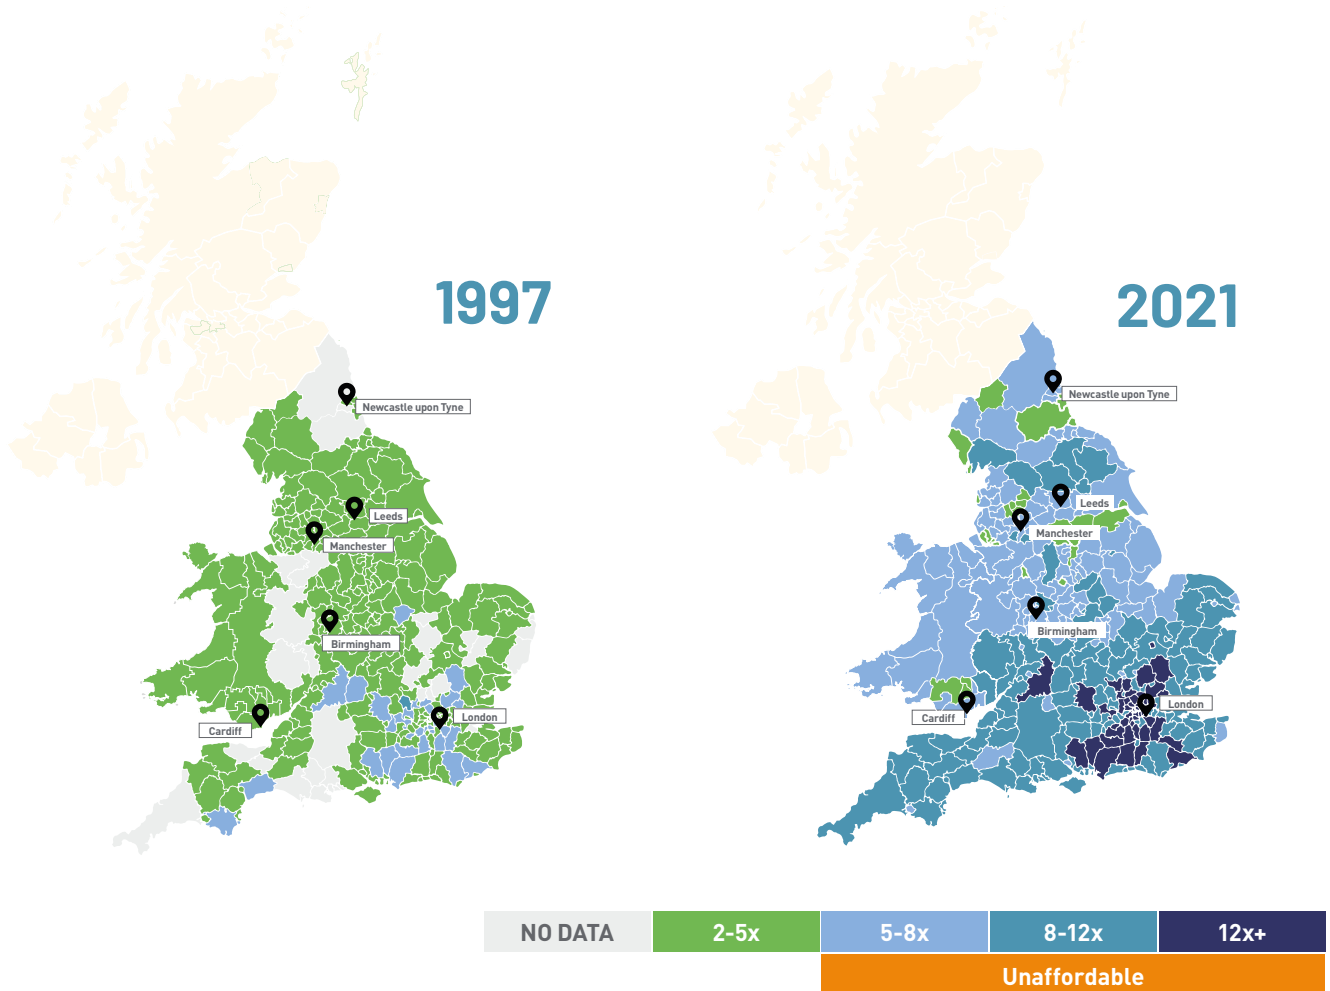 1997
2021
Newcastle upon Tyne
Leeds
Manchester
Birmingham
London
Cardiff
Newcastle upon Tyne
Leeds
Manchester
Birmingham
London
Cardiff
NO DATA 2-5x 5-8x 8-12x 12x+
Unaffordable